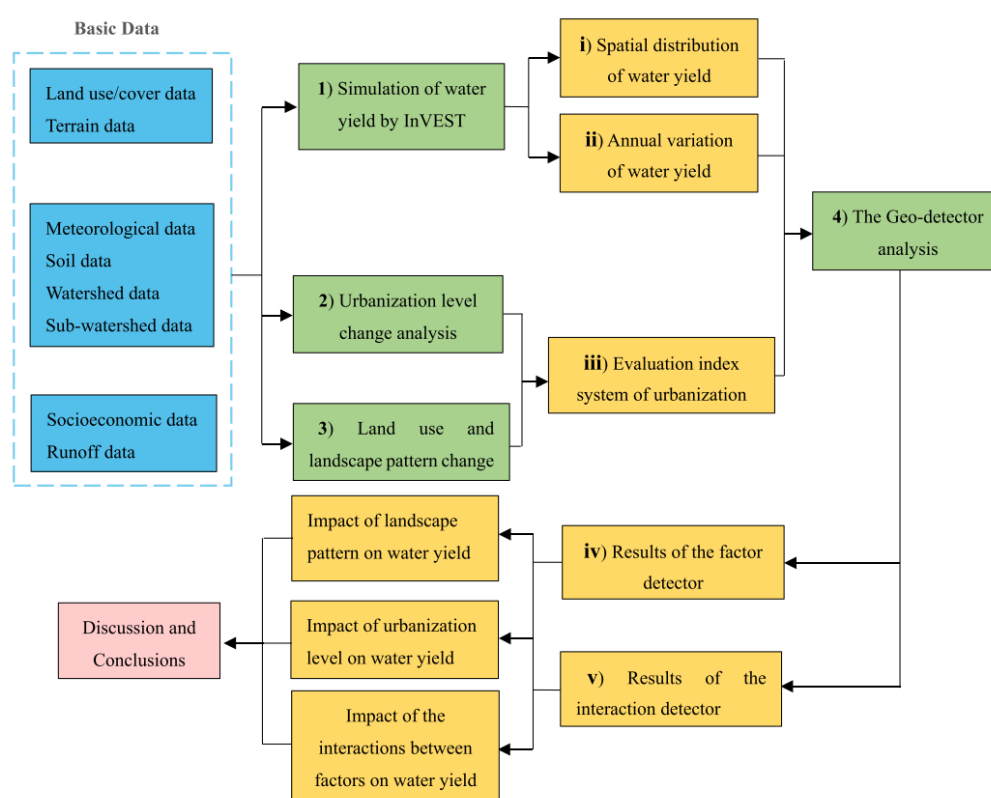 Basic Data
Land use/cover data
Terrain data
Meteorological data
Soil data
Watershed data
Sub-watershed data
Socioeconomic data
Runoff data
1) Simulation of water
yield by InVEST
2) Urbanization level
change analysis
3) Land use and
landscape pattern change
i) Spatial distribution
of water yield
ii) Annual variation
of water yield
iii) Evaluation index
system of urbanization
4) The Geo-detector
analysis
iv) Results of the factor
detector
v) Results of the
interaction detector
Impact of landscape
pattern on water yield
Impact of urbanization
level on water yield
Impact of the
interactions between
factors on water yield
Discussion and
Conclusions